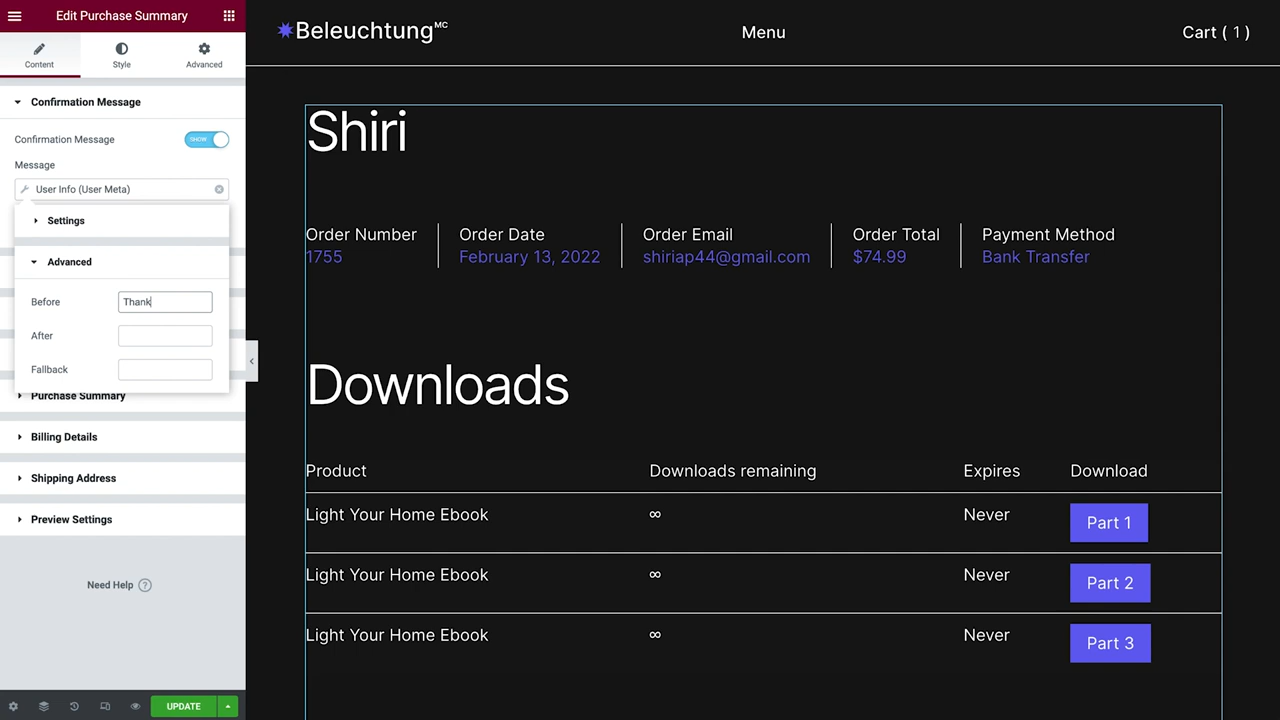 Edit Purchase Summary
Content
Style
Advanced
Confirmation Message
Confirmation Message
SHOW
Message
User Info (User Meta)
Settings
Advanced
Before
Thank
After
Fallback
Purchase Summary
Billing Details
Shipping Address
Preview Settings
Need Help ?
UPDATE
Beleuchtung MC
Menu
Cart ( 1 )
Shiri
Order Number
1755
Order Date
February 13, 2022
Order Email
shiriap44@gmail.com
Order Total
$74.99
Payment Method
Bank Transfer
Downloads
Product Downloads remaining Expires Download
Light Your Home Ebook ∞ Never Part 1
Light Your Home Ebook ∞ Never Part 2
Light Your Home Ebook ∞ Never Part 3